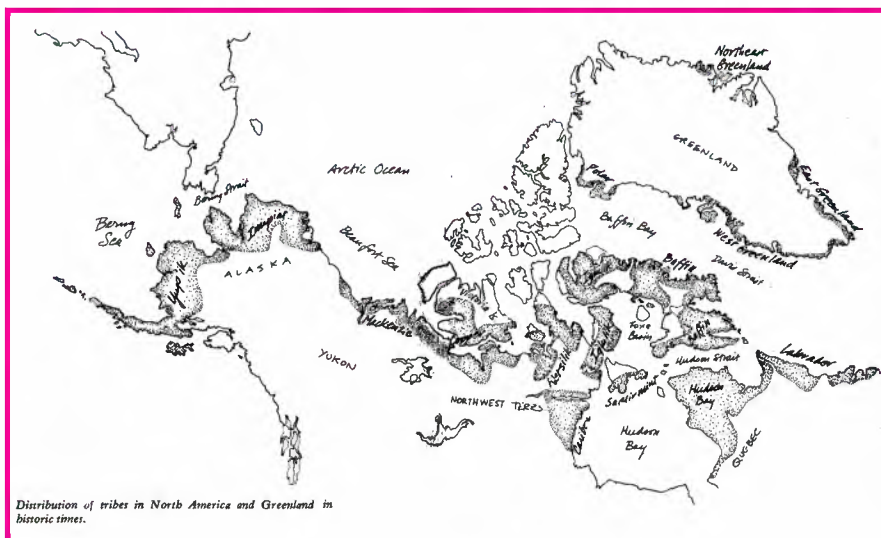 Northeast
Greenland
GREENLAND
East Greenland
Polar
Arctic Ocean
Bering Strait
Bering
Sea
Baffin Bay
West Greenland
Davis Strait
Beaufort Sea
ALASKA
Yupik
Baffin
Mackenzie
Foxe
Basin
YUKON
Hudson Strait
Labrador
NORTHWEST TERRS
Hudson
Bay
Caribou
Hudson
Bay
QUEBEC
Distribution of tribes in North America and Greenland in
historic times.